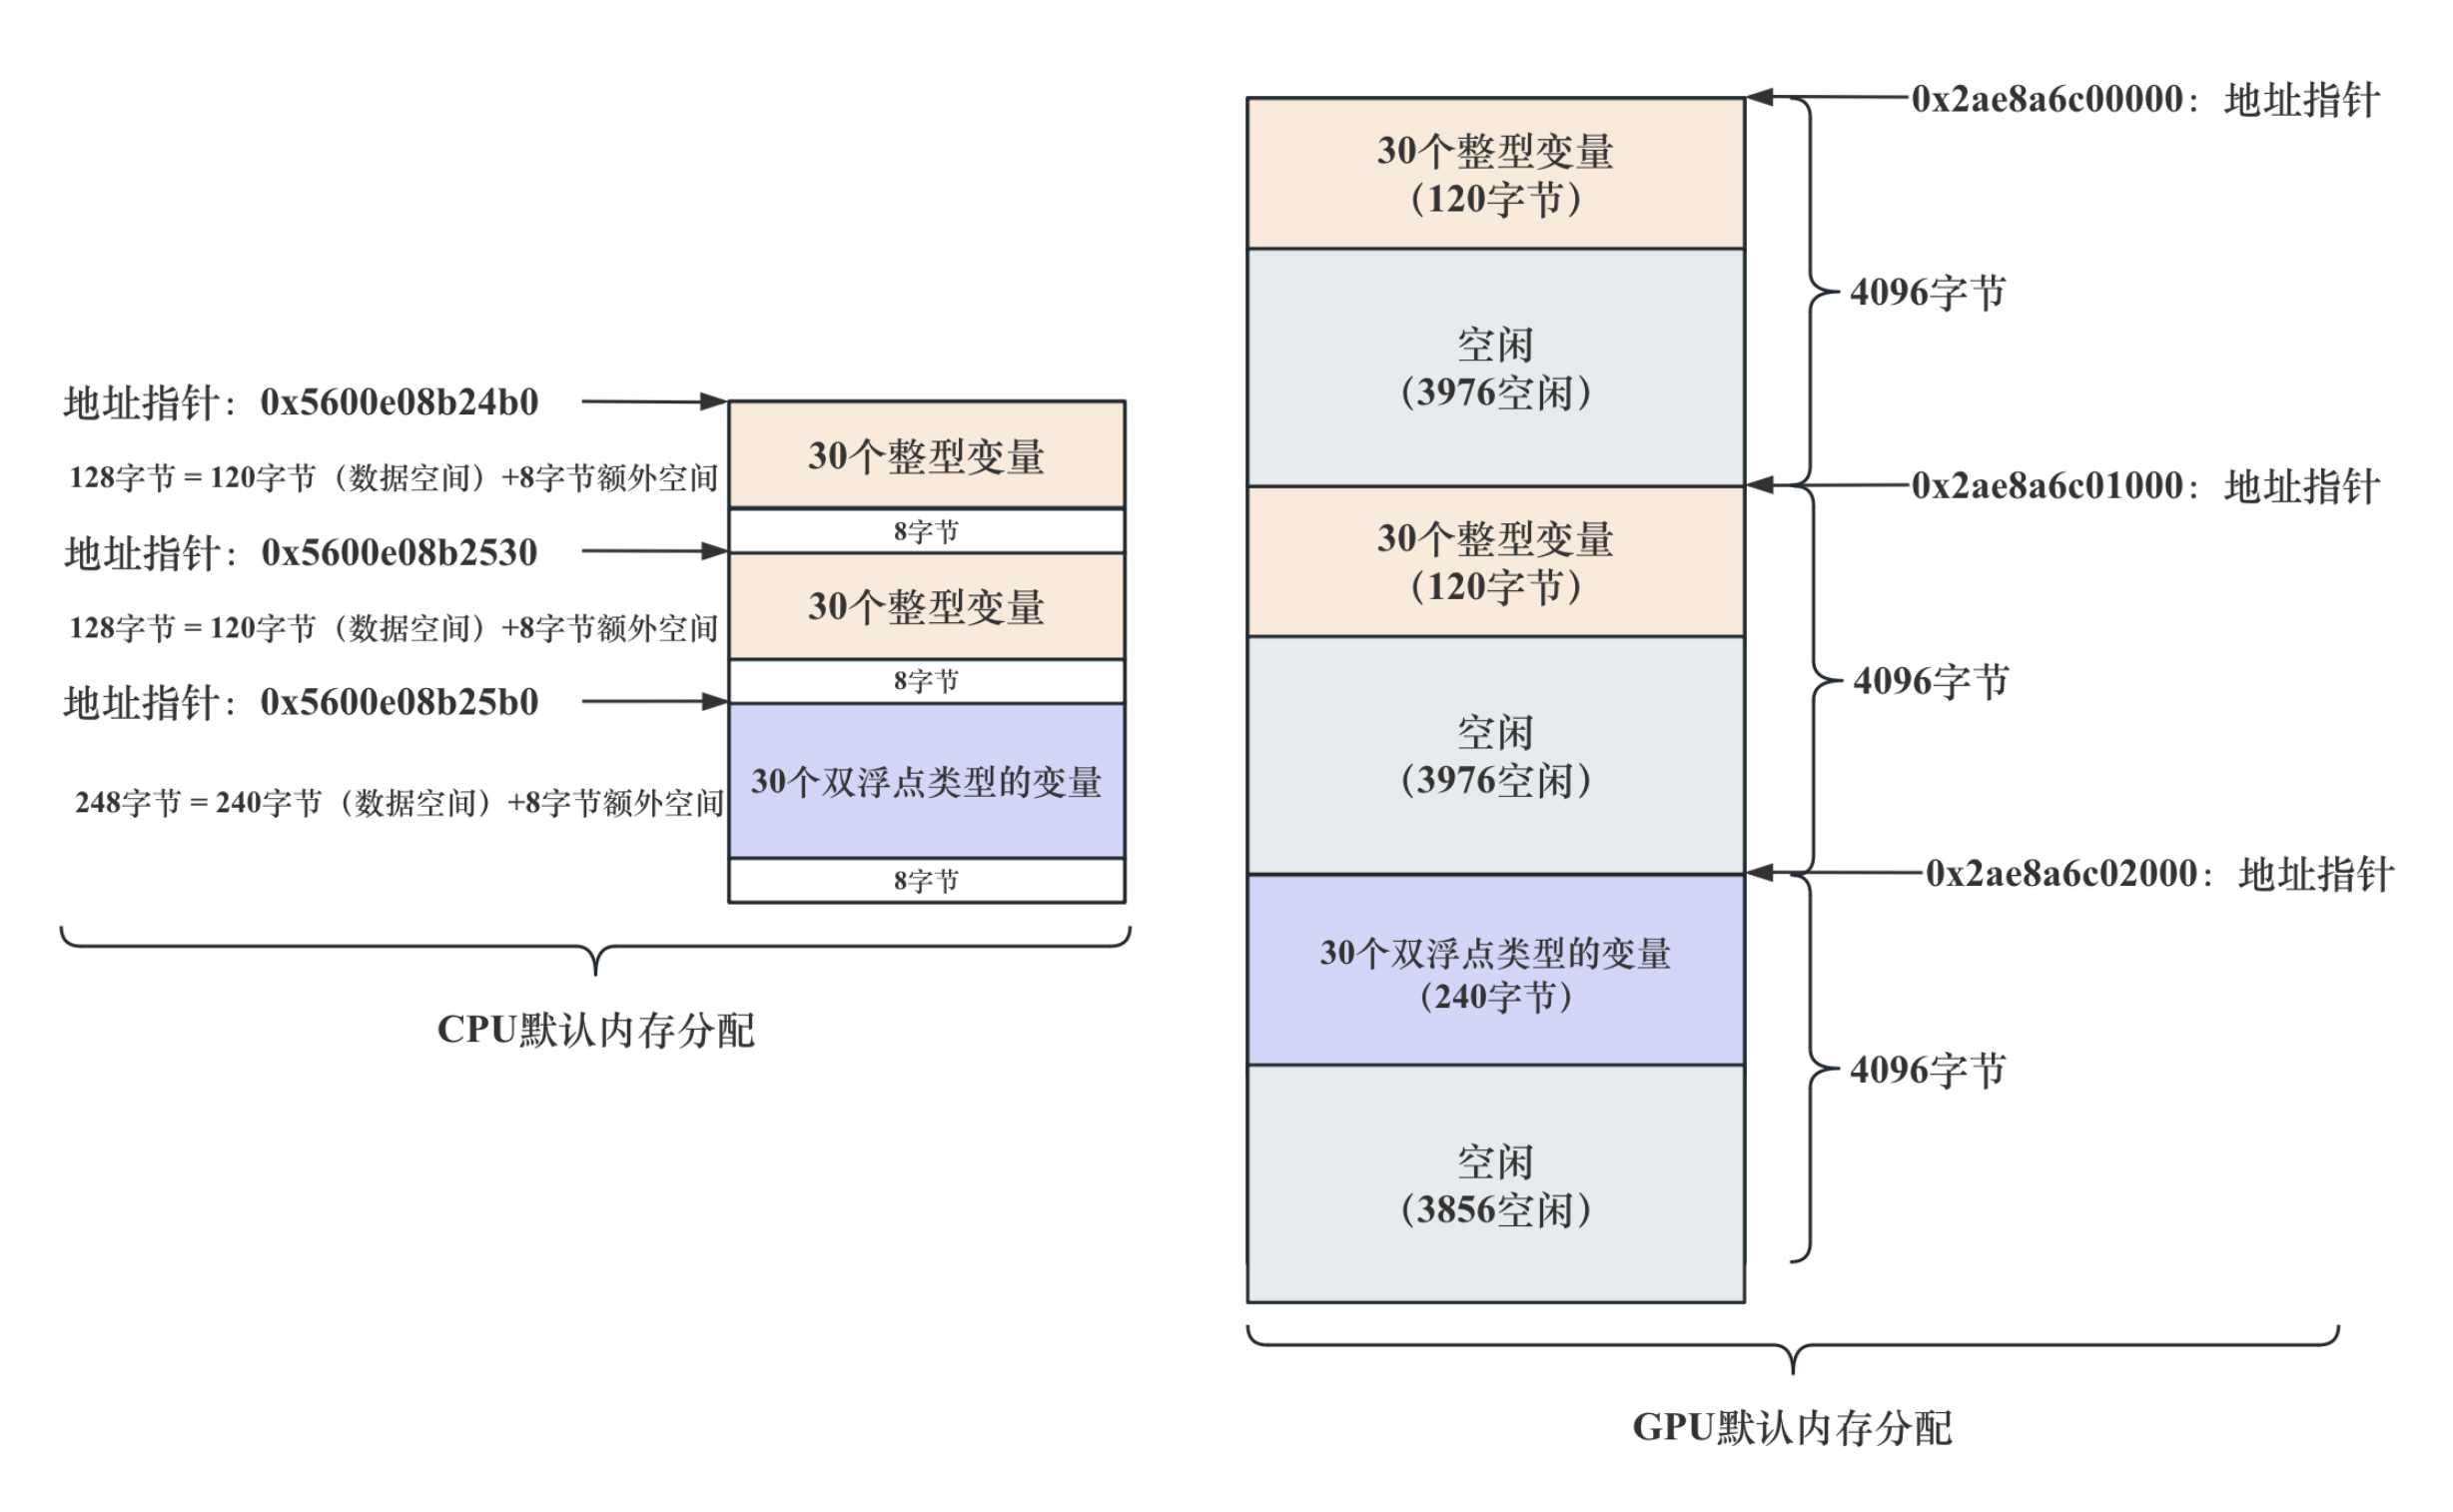 地址指针：0x5600e08b24b0
30个整型变量
128字节 = 120字节（数据空间）+8字节额外空间
8字节
地址指针：0x5600e08b2530
30个整型变量
128字节 = 120字节（数据空间）+8字节额外空间
8字节
地址指针：0x5600e08b25b0
30个双浮点类型的变量
248字节 = 240字节（数据空间）+8字节额外空间
8字节
CPU默认内存分配
0x2ae8a6c00000：地址指针
30个整型变量
（120字节）
4096字节
空闲
（3976空闲）
0x2ae8a6c01000：地址指针
30个整型变量
（120字节）
4096字节
空闲
（3976空闲）
0x2ae8a6c02000：地址指针
30个双浮点类型的变量
（240字节）
4096字节
空闲
（3856空闲）
GPU默认内存分配